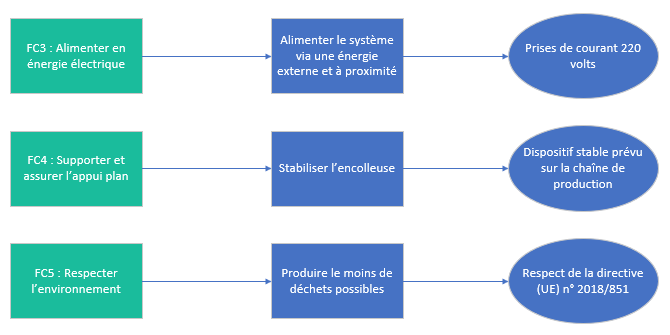 FC3 : Alimenter en
énergie électrique
Alimenter le système
via une énergie
externe et à proximité
Prises de courant 220
volts
FC4 : Supporter et
assurer l’appui plan
Stabiliser l’encolleuse
Dispositif stable prévu
sur la chaîne de
production
FC5 : Respecter
l’environnement
Produire le moins de
déchets possibles
Respect de la directive
(UE) n° 2018/851